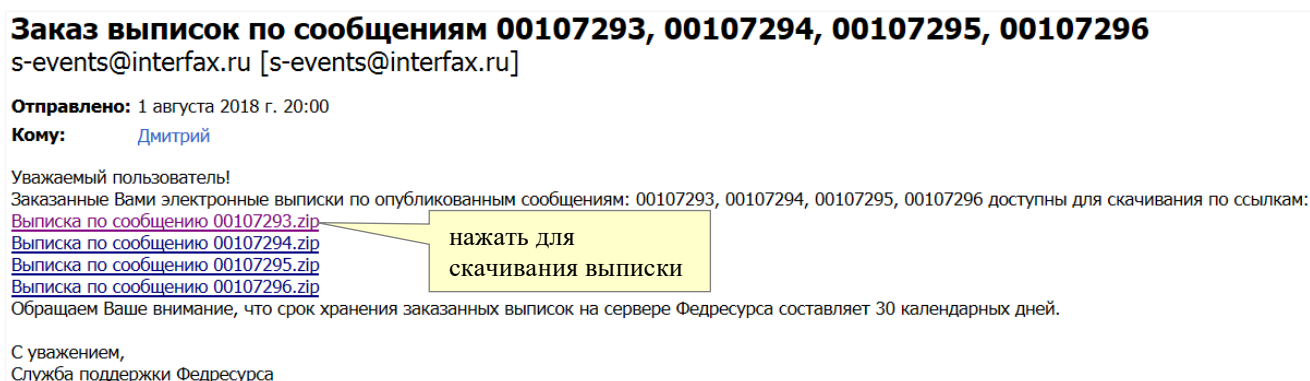 Заказ выписок по сообщениям 00107293, 00107294, 00107295, 00107296
s-events@interfax.ru [s-events@interfax.ru]
Отправлено: 1 августа 2018 г. 20:00
Кому: Дмитрий
Уважаемый пользователь!
Заказанные Вами электронные выписки по опубликованным сообщениям: 00107293, 00107294, 00107295, 00107296 доступны для скачивания по ссылкам:
Выписка по сообщению 00107293.zip
Выписка по сообщению 00107294.zip
Выписка по сообщению 00107295.zip
Выписка по сообщению 00107296.zip
нажать для
скачивания выписки
Обращаем Ваше внимание, что срок хранения заказанных выписок на сервере Федресурса составляет 30 календарных дней.
С уважением,
Служба поддержки Федресурса